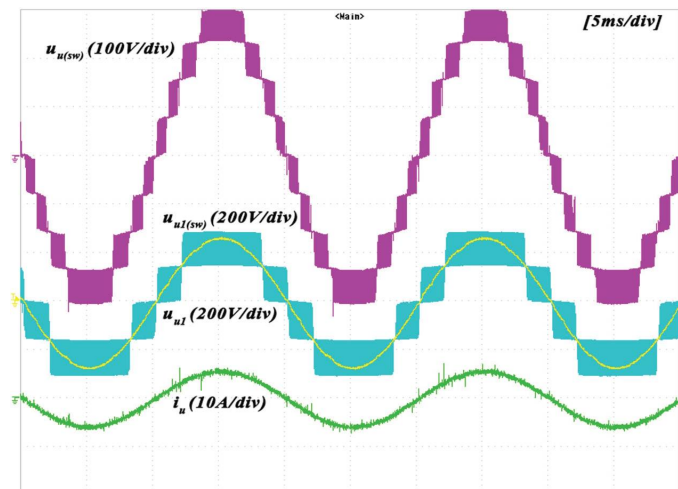 <Main>
[5ms/div]
u_u(sw) (100V/div)
u_u1(sw) (200V/div)
u_u1 (200V/div)
i_u (10A/div)